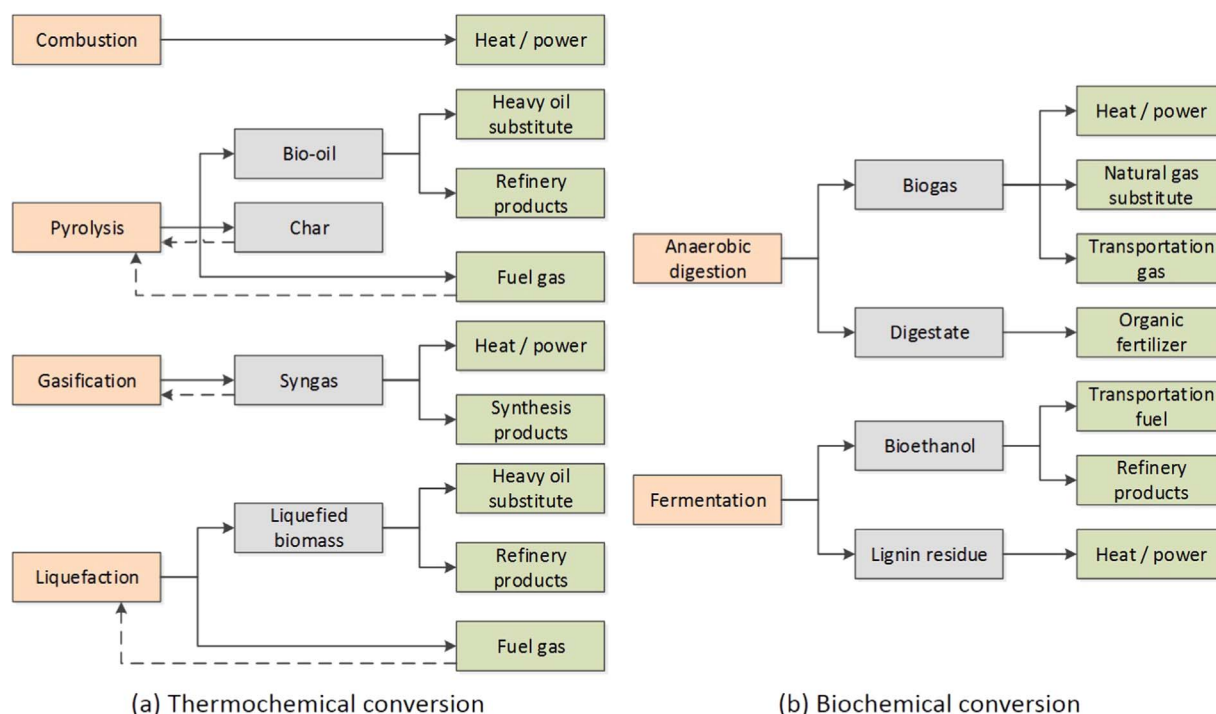 Combustion
Heat / power
Heavy oil
substitute
Bio-oil
Refinery
products
Pyrolysis
Char
Fuel gas
Heat / power
Gasification
Syngas
Synthesis
products
Heavy oil
substitute
Liquefied
biomass
Refinery
products
Liquefaction
Fuel gas
(a) Thermochemical conversion
Heat / power
Biogas
Natural gas
substitute
Anaerobic
digestion
Transportation
gas
Digestate
Organic
fertilizer
Transportation
fuel
Bioethanol
Refinery
products
Fermentation
Lignin residue
Heat / power
(b) Biochemical conversion